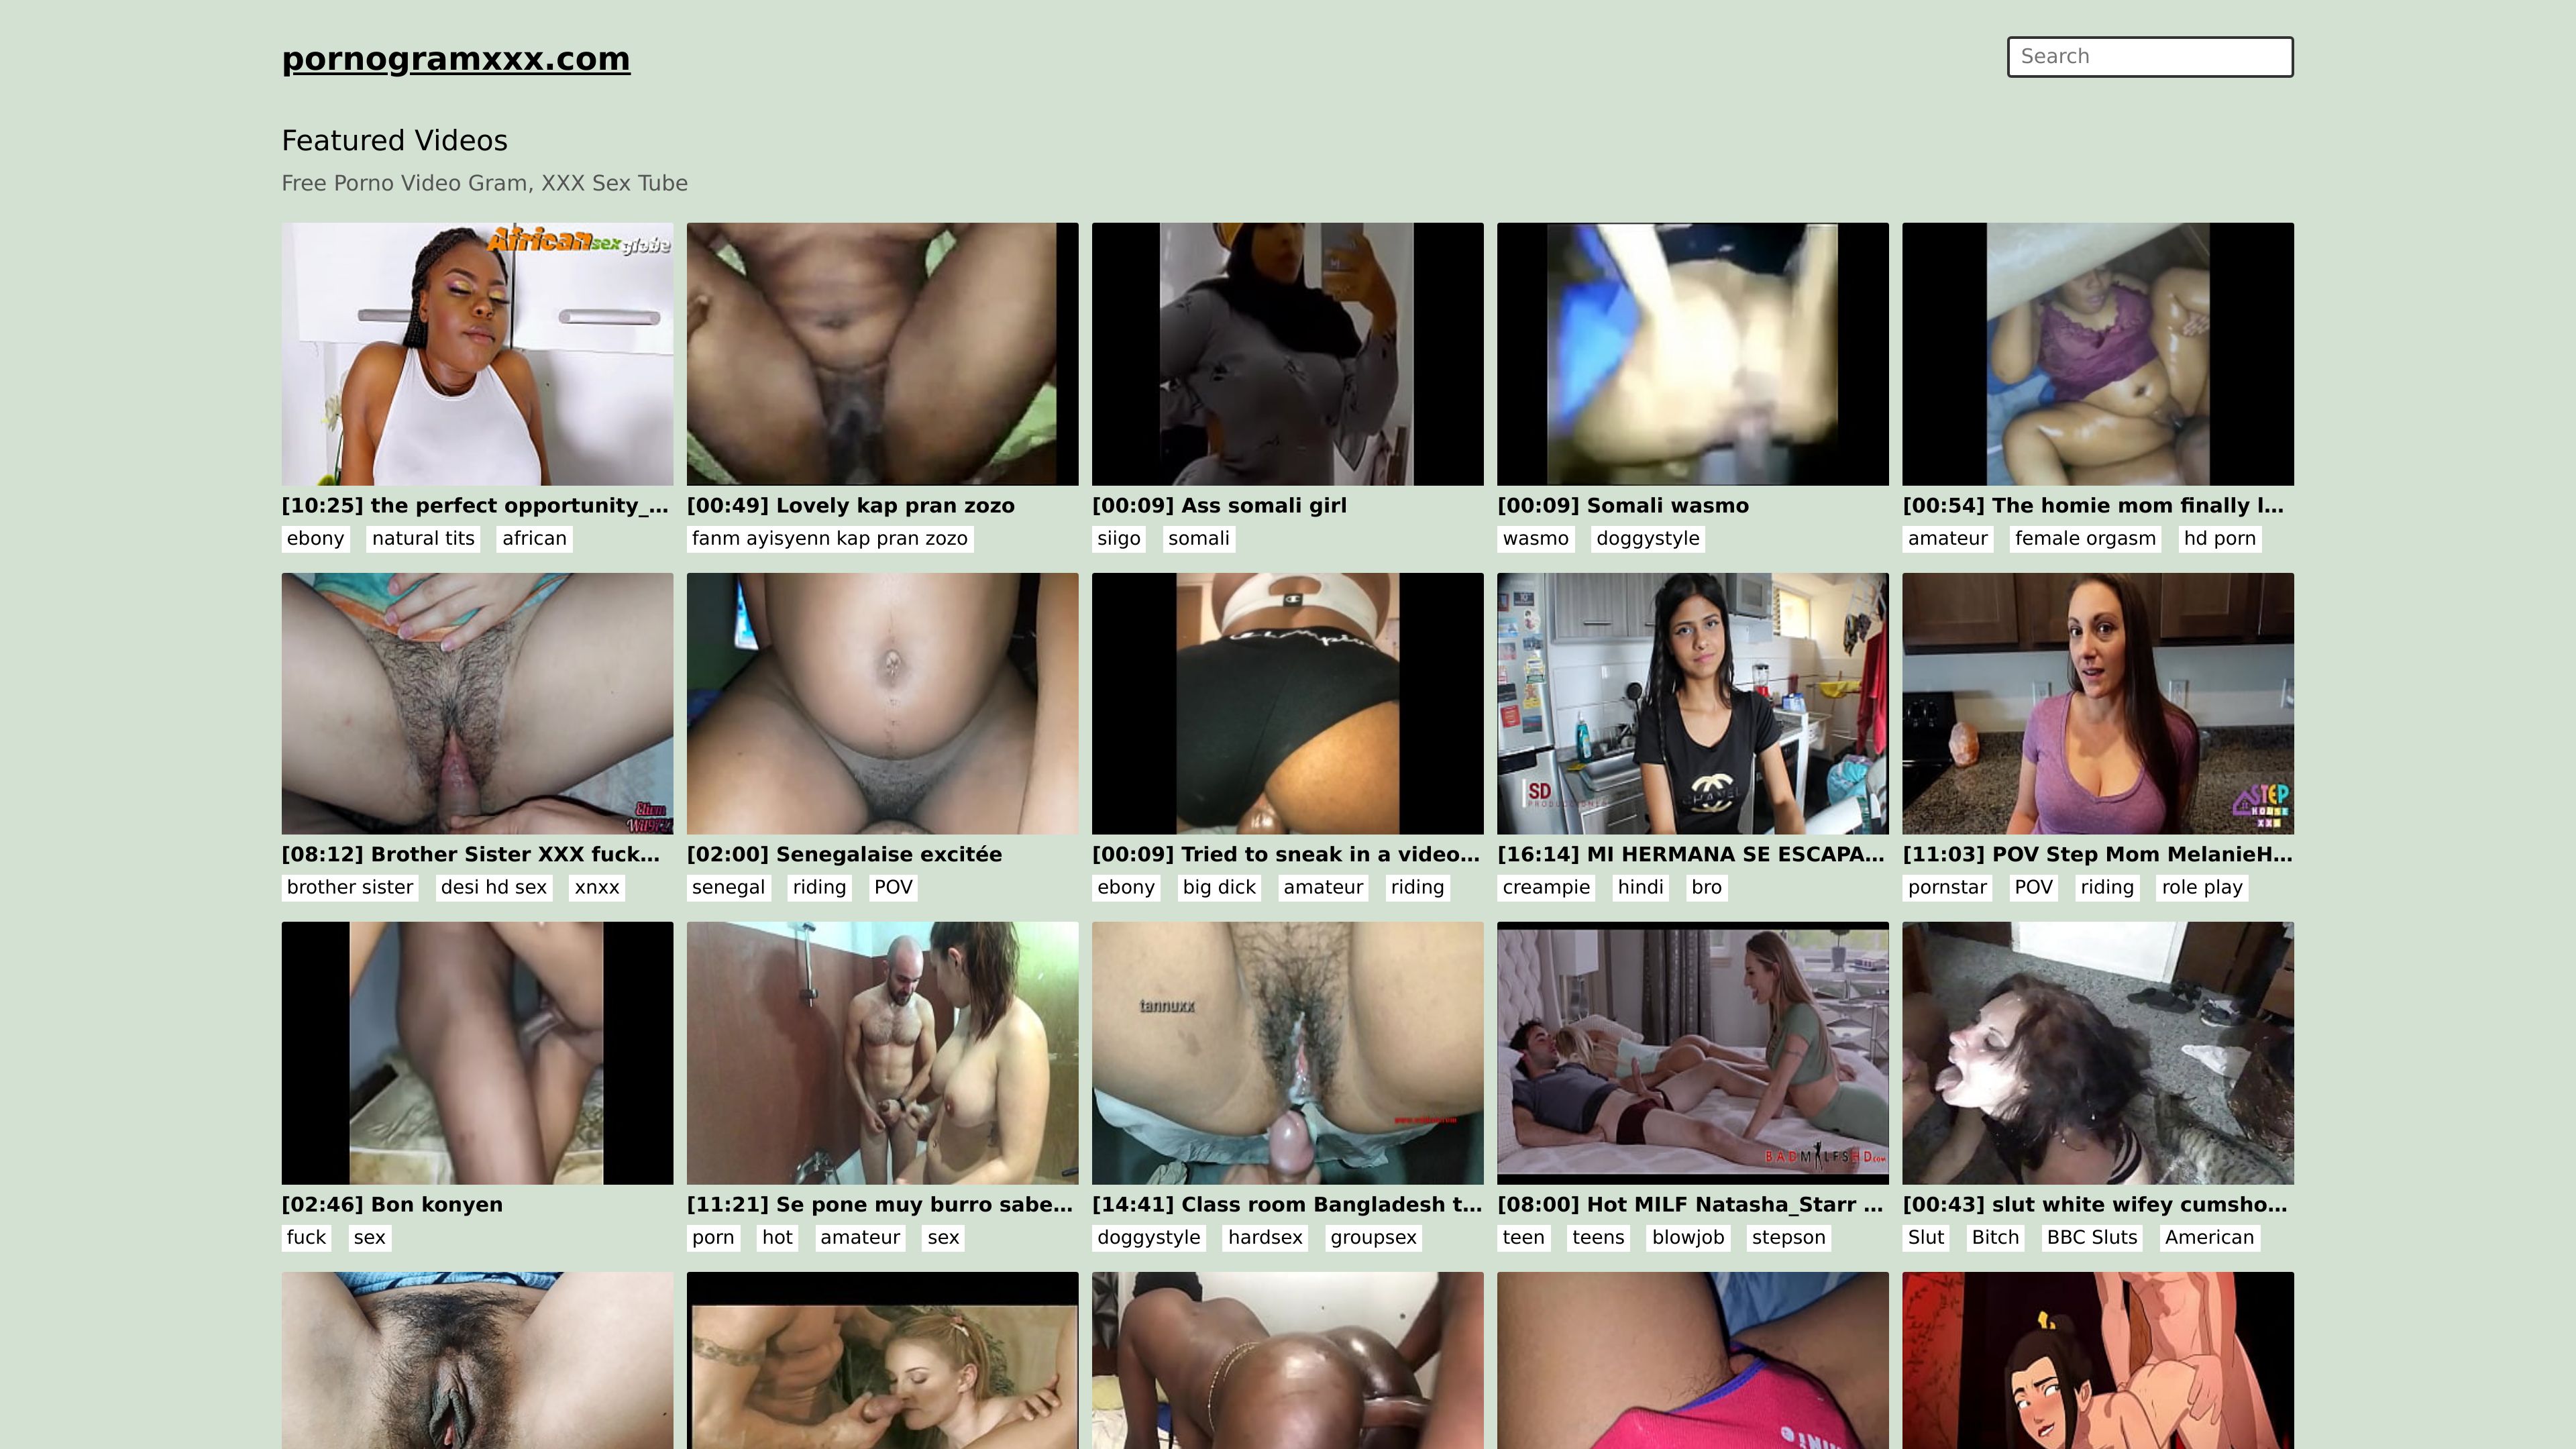 pornogramxxx.com
Search
Featured Videos
Free Porno Video Gram, XXX Sex Tube
Africansexglobe
[10:25] the perfect opportunity_...
ebony natural tits african
[00:49] Lovely kap pran zozo
fanm ayisyenn kap pran zozo
[00:09] Ass somali girl
siigo somali
[00:09] Somali wasmo
wasmo doggystyle
[00:54] The homie mom finally l...
amateur female orgasm hd porn
[08:12] Brother Sister XXX fuck...
brother sister desi hd sex xnxx
[02:00] Senegalaise excitée
senegal riding POV
[00:09] Tried to sneak in a video...
ebony big dick amateur riding
CHANEL
SD
PRODUCCIONES
[16:14] MI HERMANA SE ESCAPA...
creampie hindi bro
STEP
HOUSE
XXX
[11:03] POV Step Mom MelanieH...
pornstar POV riding role play
[02:46] Bon konyen
fuck sex
[11:21] Se pone muy burro sabe...
porn hot amateur sex
tannuxx
[14:41] Class room Bangladesh t...
doggystyle hardsex groupsex
BADMILFSHD.com
[08:00] Hot MILF Natasha_Starr ...
teen teens blowjob stepson
[00:43] slut white wifey cumsho...
Slut Bitch BBC Sluts American